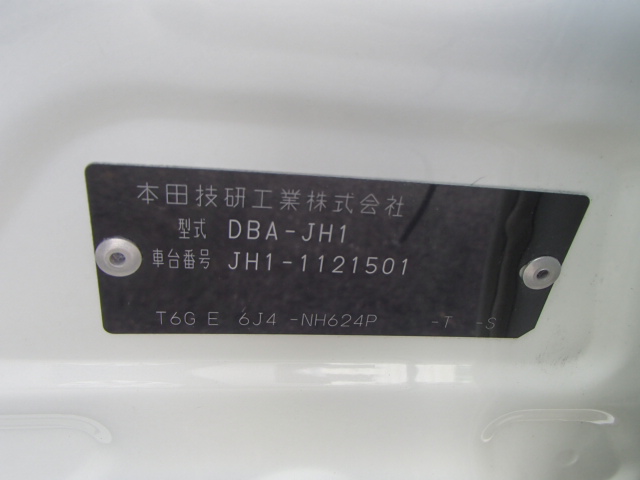 本田技研工業株式会社
型式 DBA-JH1
車台番号 JH1-1121501
T6G E 6J4 -NH624P -T -S